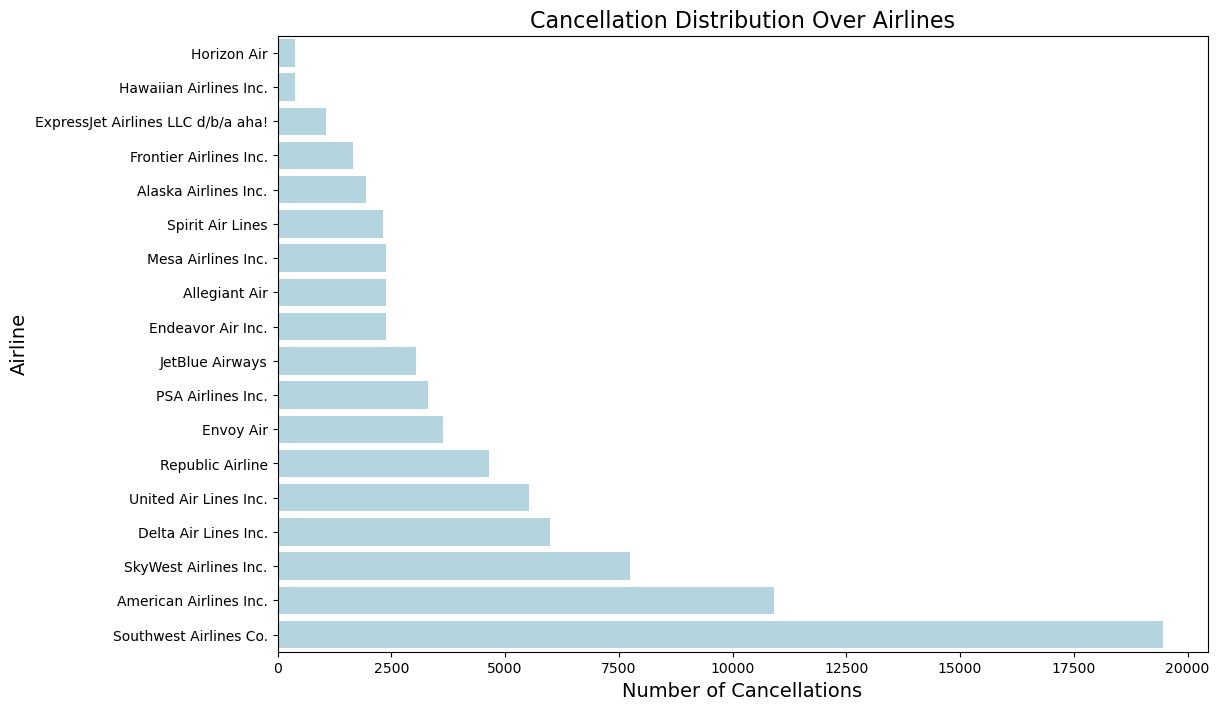 Cancellation Distribution Over Airlines
Airline
Horizon Air
Hawaiian Airlines Inc.
ExpressJet Airlines LLC d/b/a aha!
Frontier Airlines Inc.
Alaska Airlines Inc.
Spirit Air Lines
Mesa Airlines Inc.
Allegiant Air
Endeavor Air Inc.
JetBlue Airways
PSA Airlines Inc.
Envoy Air
Republic Airline
United Air Lines Inc.
Delta Air Lines Inc.
SkyWest Airlines Inc.
American Airlines Inc.
Southwest Airlines Co.
0 2500 5000 7500 10000 12500 15000 17500 20000
Number of Cancellations